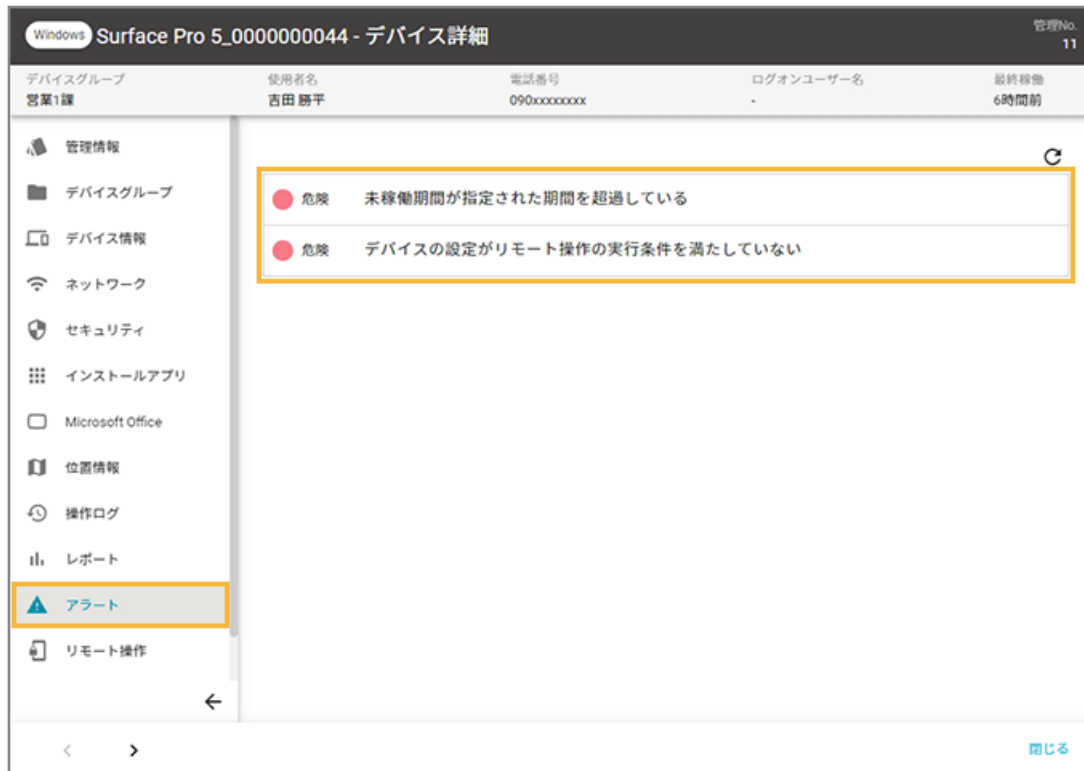 Windows Surface Pro 5_0000000044 - デバイス詳細
管理No.
11
デバイスグループ 使用者名 電話番号 ログオンユーザー名 最終稼働
営業1課 吉田 勝平 090xxxxxxxx - 6時間前
管理情報
デバイスグループ
デバイス情報
ネットワーク
セキュリティ
インストールアプリ
Microsoft Office
位置情報
操作ログ
レポート
アラート
リモート操作
危険 未稼働期間が指定された期間を超過している
危険 デバイスの設定がリモート操作の実行条件を満たしていない
閉じる